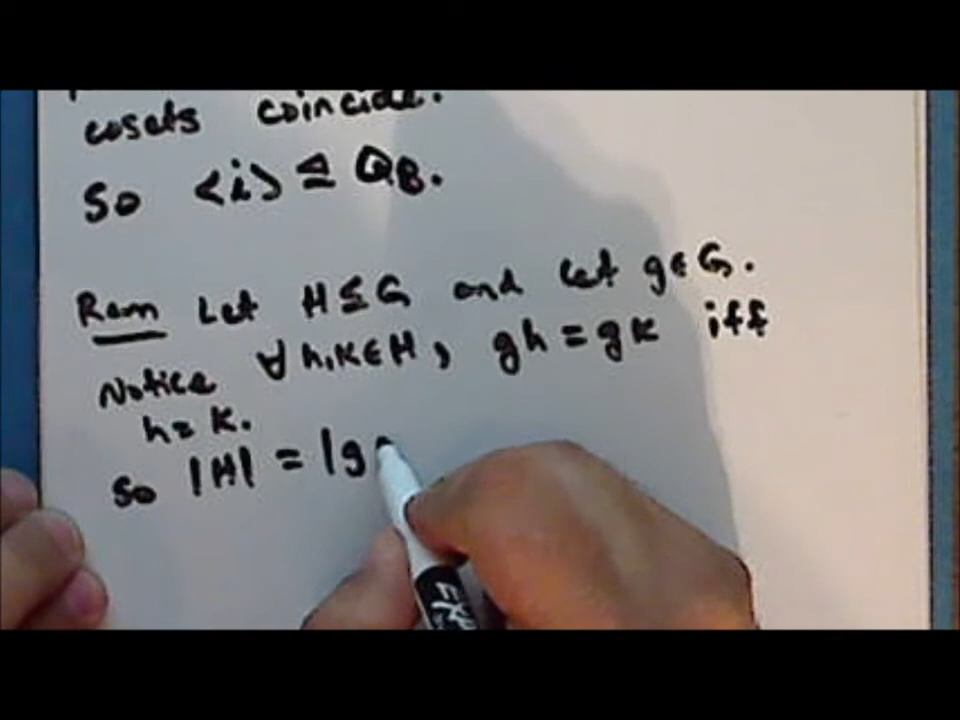 cosets coincide.
So <i> ⊴ Q8.
Rem Let H ≤ G and let g ∈ G.
Notice ∀ h,k ∈ H, gh = gk iff
h = k.
So |H| = |g